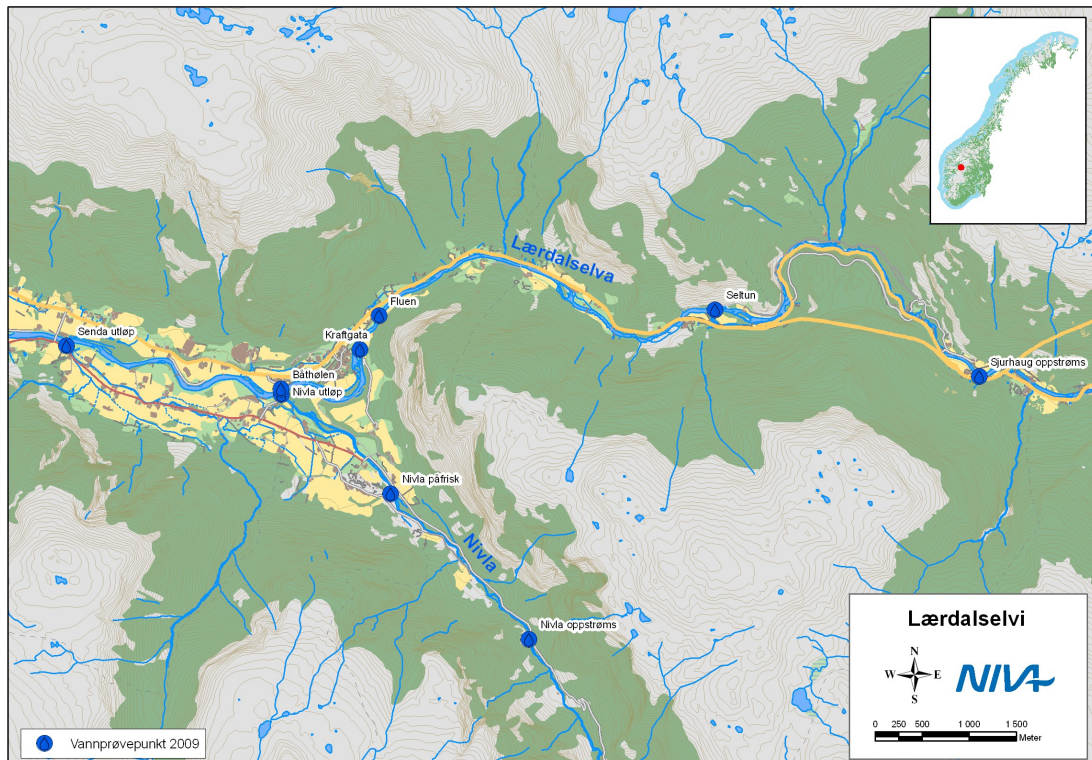 Lærdalselva
Seltun
Fluen
Senda utløp
Kraftgata
Sjurhaug oppstrøms
Båthølen
Nivla utløp
Nivla påfrisk
Nivla
Nivla oppstrøms
Lærdalselvi
N
W E
S
NIVA
0 250 500 1 000 1 500
Meter
Vannprøvepunkt 2009